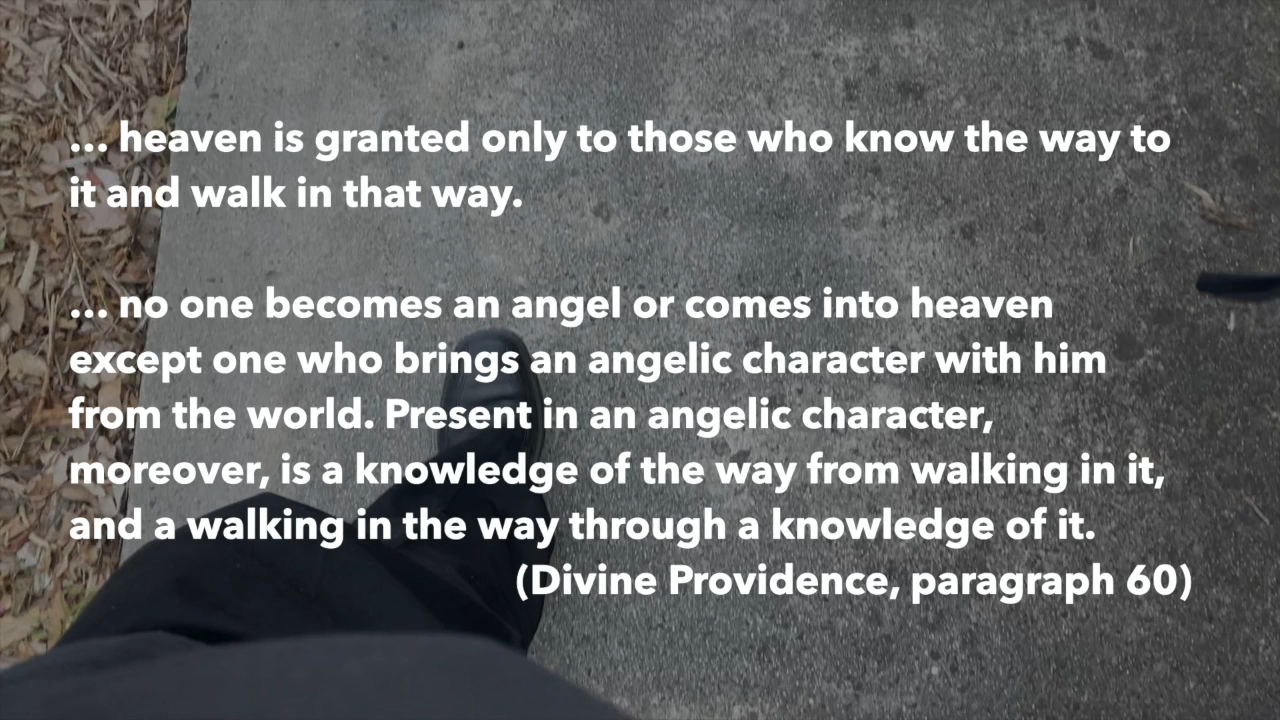 ... heaven is granted only to those who know the way to
it and walk in that way.
... no one becomes an angel or comes into heaven
except one who brings an angelic character with him
from the world. Present in an angelic character,
moreover, is a knowledge of the way from walking in it,
and a walking in the way through a knowledge of it.
(Divine Providence, paragraph 60)